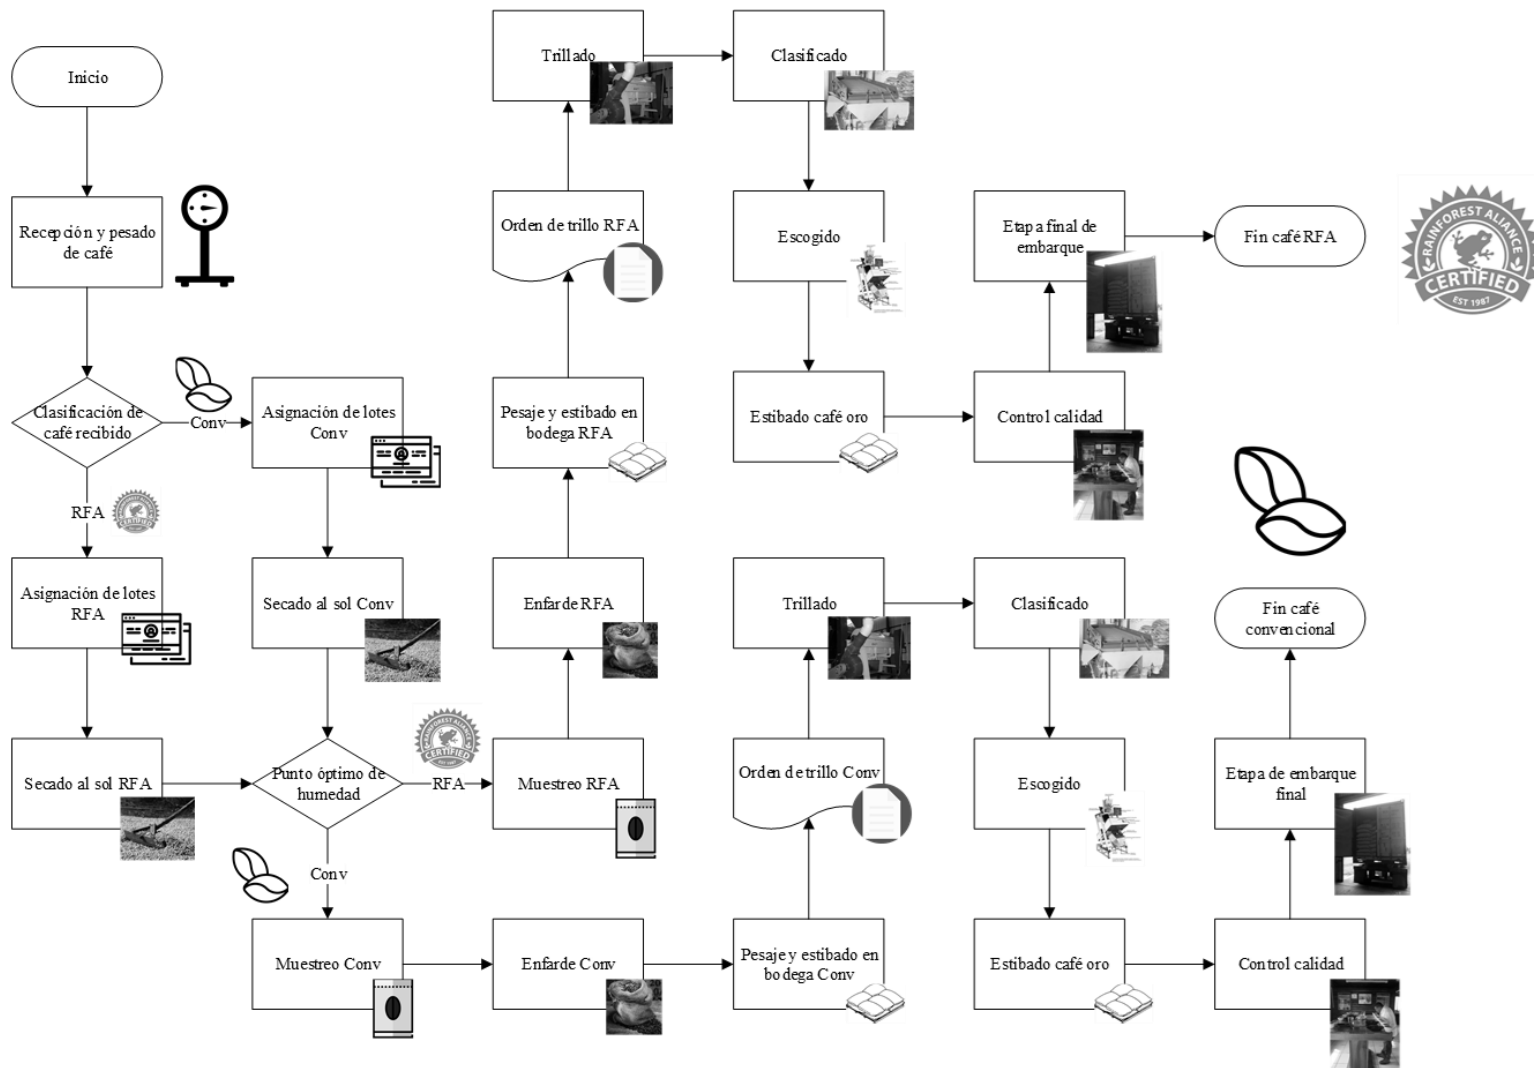 Inicio
Recepción y pesado
de café
Clasificación de
café recibido
Conv
RFA
Asignación de lotes
Conv
Asignación de lotes
RFA
Secado al sol Conv
Secado al sol RFA
Punto óptimo de
humedad
RFA
Conv
RAINFOREST ALLIANCE
CERTIFIED
Muestreo RFA
Enfarde RFA
Pesaje y estibado en
bodega RFA
Orden de trillo RFA
Trillado
Clasificado
Escogido
Estibado café oro
Control calidad
Etapa final de
embarque
Fin café RFA
RAINFOREST ALLIANCE
CERTIFIED
EST 1987
Muestreo Conv
Enfarde Conv
Pesaje y estibado en
bodega Conv
Orden de trillo Conv
Trillado
Clasificado
Escogido
Estibado café oro
Control calidad
Etapa de embarque
final
Fin café
convencional